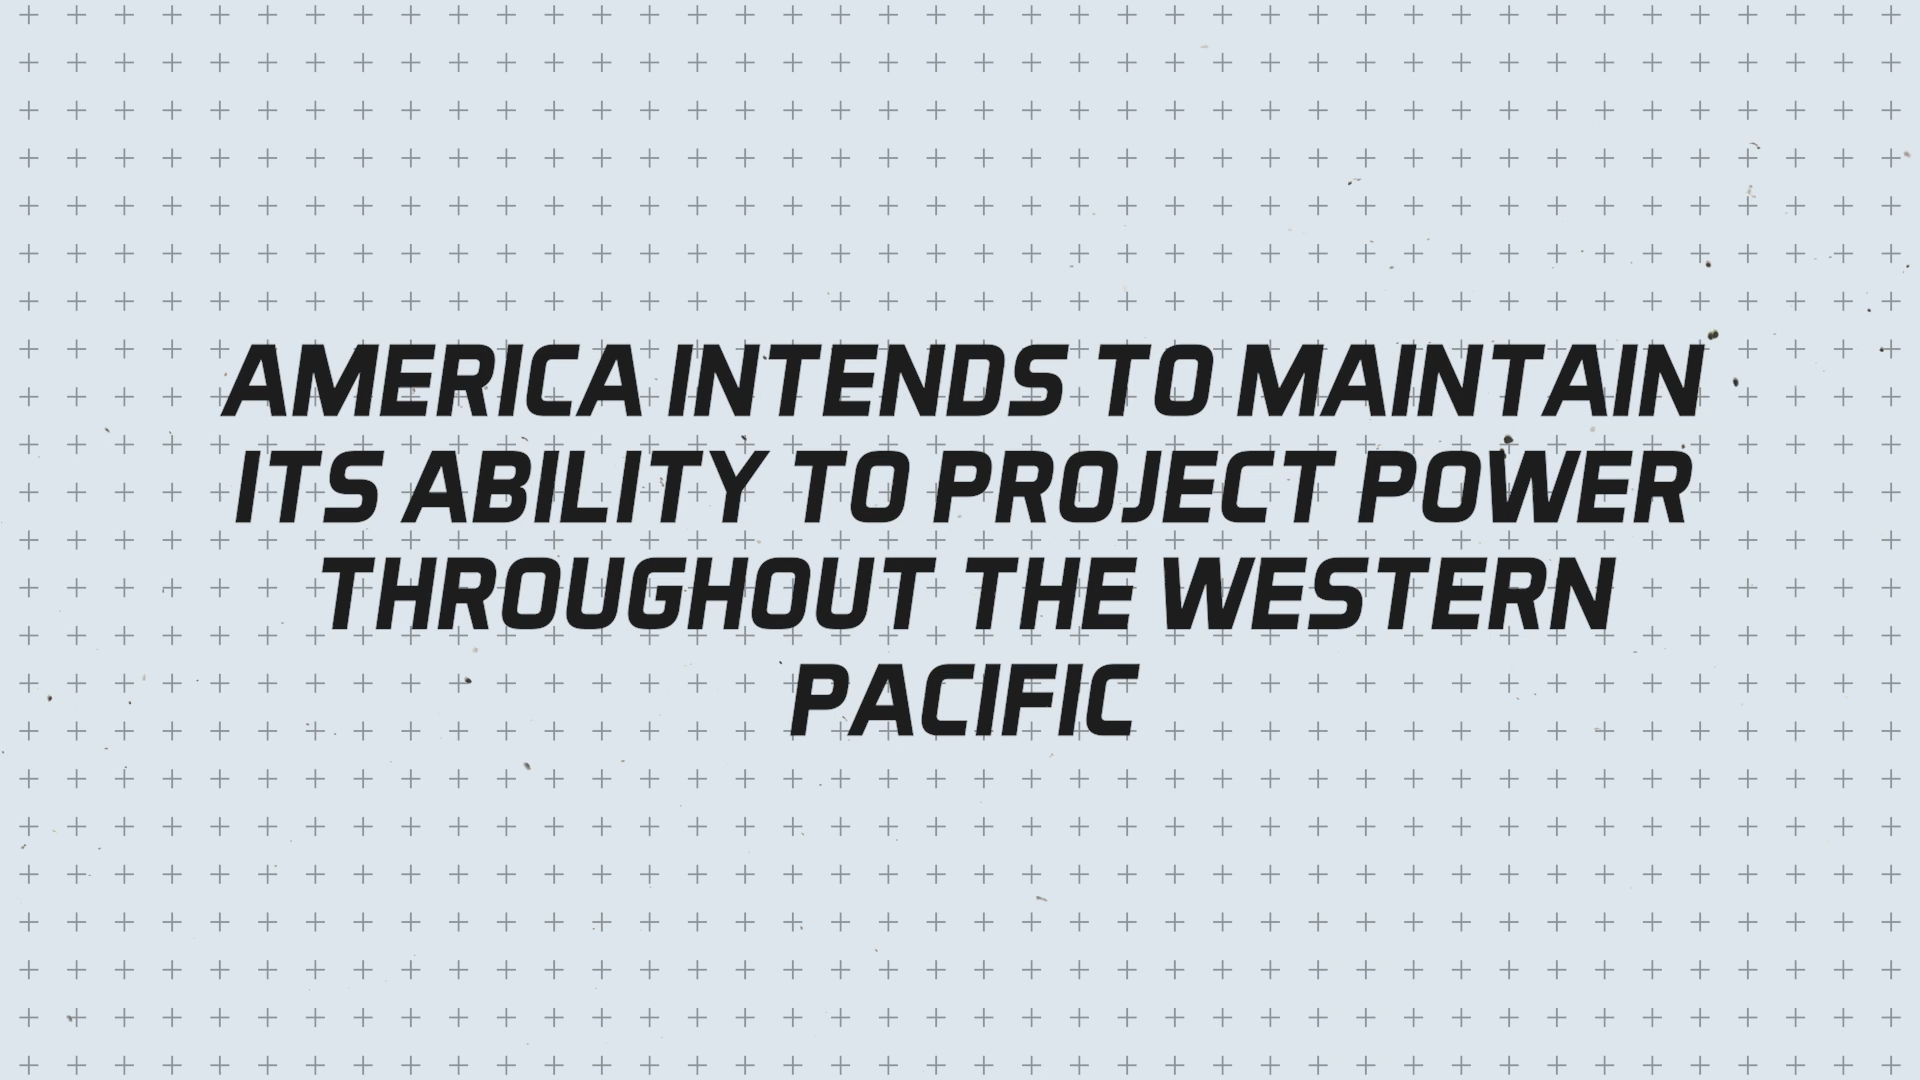 AMERICA INTENDS TO MAINTAIN
ITS ABILITY TO PROJECT POWER
THROUGHOUT THE WESTERN
PACIFIC